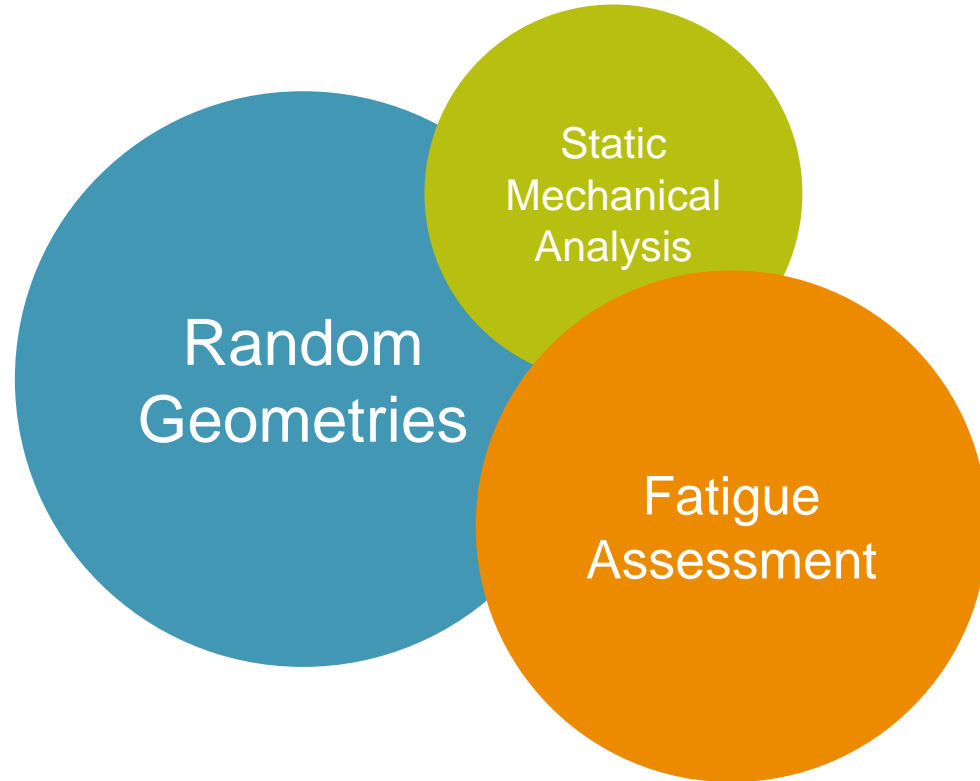 Static
Mechanical
Analysis
Random
Geometries
Fatigue
Assessment